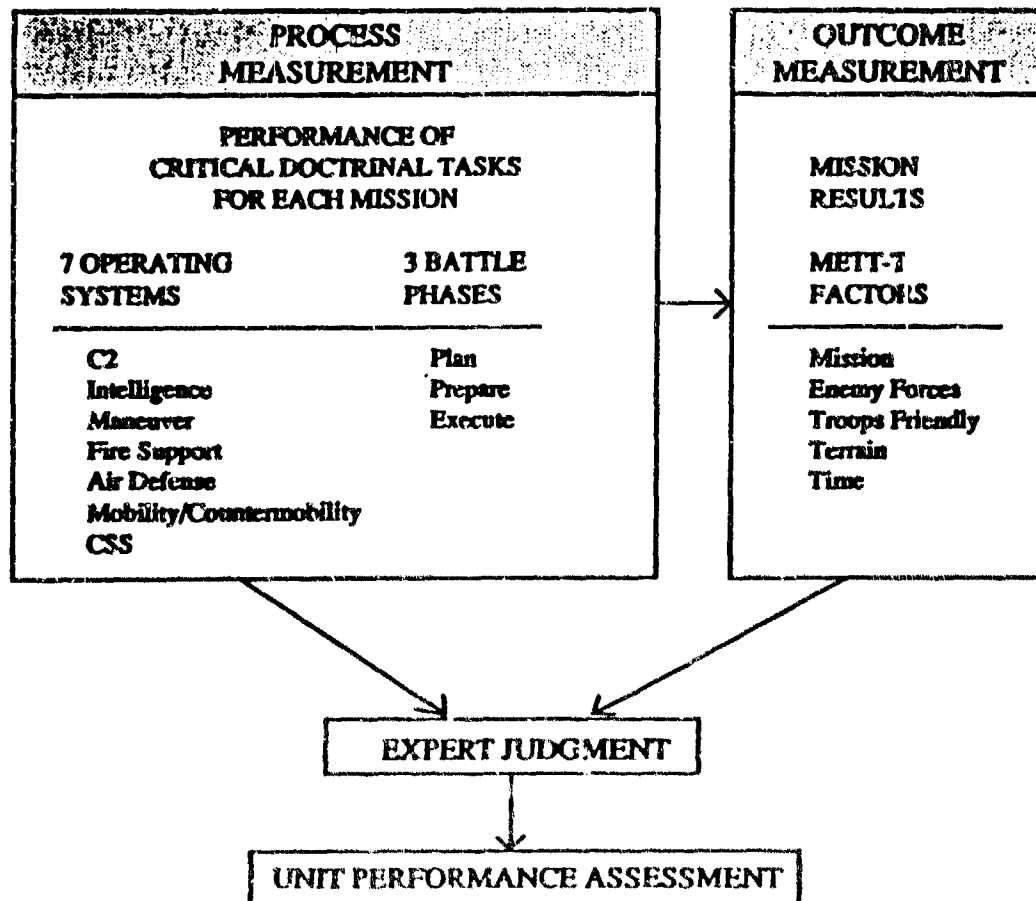 PROCESS
MEASUREMENT
PERFORMANCE OF
CRITICAL DOCTRINAL TASKS
FOR EACH MISSION
7 OPERATING
SYSTEMS
3 BATTLE
PHASES
C2
Intelligence
Maneuver
Fire Support
Air Defense
Mobility/Countermobility
CSS
Plan
Prepare
Execute
OUTCOME
MEASUREMENT
MISSION
RESULTS
METT-T
FACTORS
Mission
Enemy Forces
Troops Friendly
Terrain
Time
EXPERT JUDGMENT
UNIT PERFORMANCE ASSESSMENT